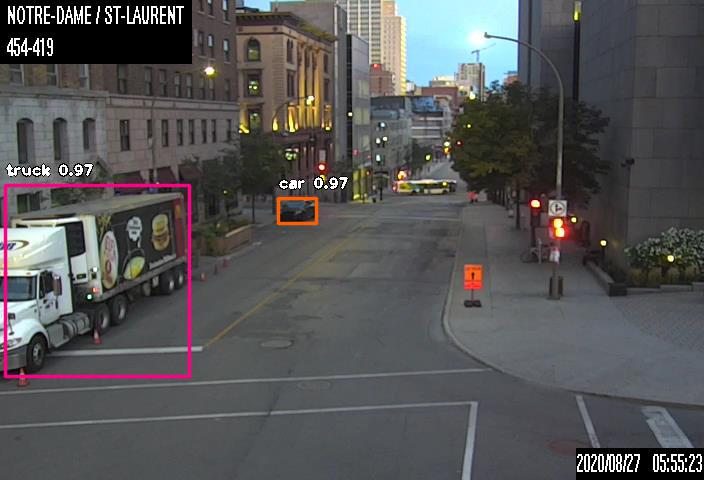 NOTRE-DAME / ST-LAURENT
454-419
truck 0.97
car 0.97
2020/08/27 05:55:23